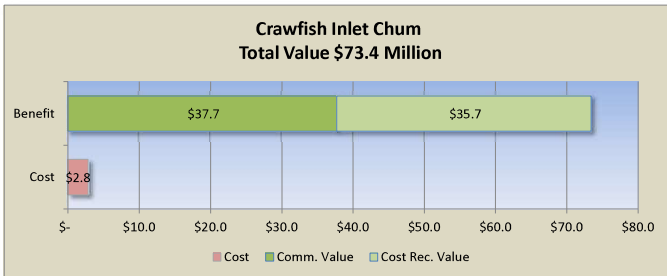 Crawfish Inlet Chum
Total Value $73.4 Million
Benefit
$37.7
$35.7
Cost
$2.8
$-
$10.0
$20.0
$30.0
$40.0
$50.0
$60.0
$70.0
$80.0
Cost
Comm. Value
Cost Rec. Value